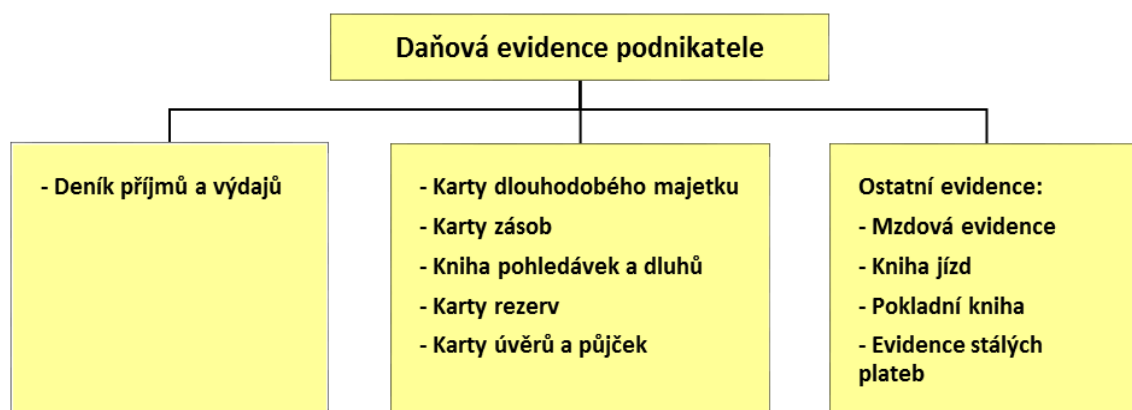 Daňová evidence podnikatele
- Deník příjmů a výdajů
- Karty dlouhodobého majetku
- Karty zásob
- Kniha pohledávek a dluhů
- Karty rezerv
- Karty úvěrů a půjček
Ostatní evidence:
- Mzdová evidence
- Kniha jízd
- Pokladní kniha
- Evidence stálých
plateb